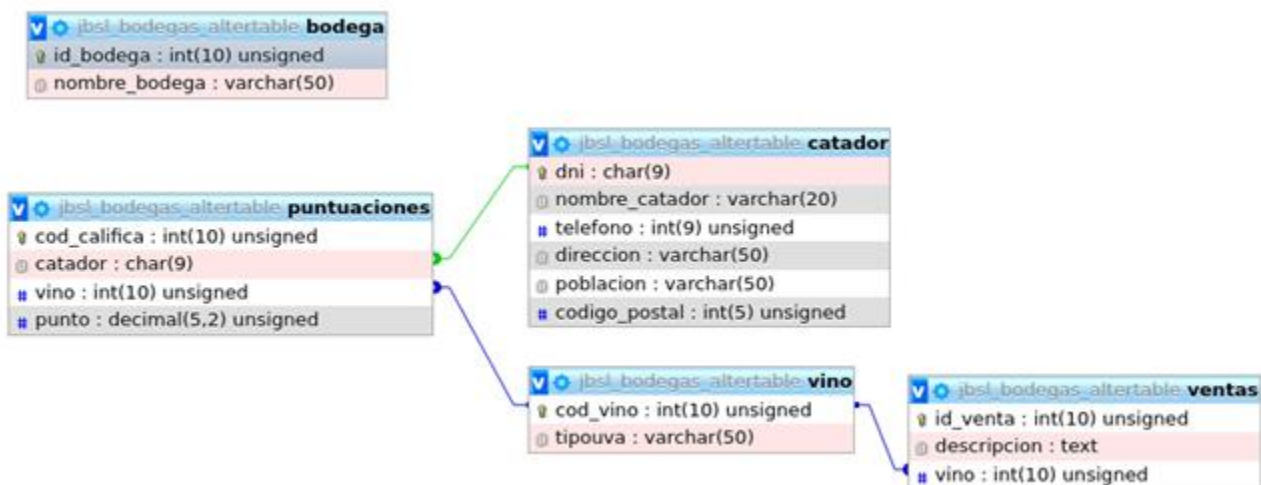 jbsl_bodegas_altertable bodega
id_bodega : int(10) unsigned
nombre_bodega : varchar(50)
jbsl_bodegas_altertable catador
dni : char(9)
nombre_catador : varchar(20)
telefono : int(9) unsigned
direccion : varchar(50)
poblacion : varchar(50)
codigo_postal : int(5) unsigned
jbsl_bodegas_altertable puntuaciones
cod_califica : int(10) unsigned
catador : char(9)
vino : int(10) unsigned
punto : decimal(5,2) unsigned
jbsl_bodegas_altertable vino
cod_vino : int(10) unsigned
tipouva : varchar(50)
jbsl_bodegas_altertable ventas
id_venta : int(10) unsigned
descripcion : text
vino : int(10) unsigned